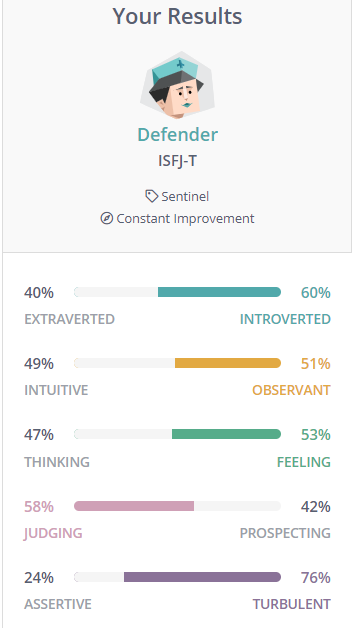 Your Results
Defender
ISFJ-T
Sentinel
Constant Improvement
40% 60%
EXTRAVERTED INTROVERTED
49% 51%
INTUITIVE OBSERVANT
47% 53%
THINKING FEELING
58% 42%
JUDGING PROSPECTING
24% 76%
ASSERTIVE TURBULENT